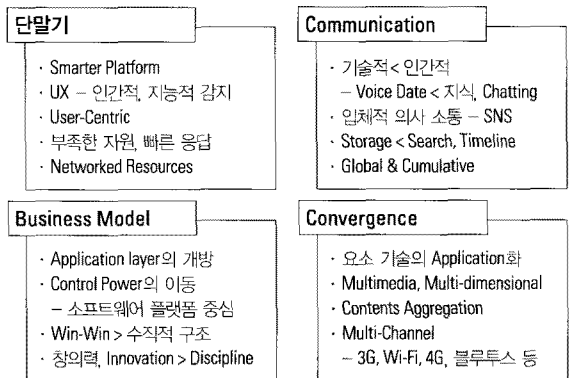 단말기
· Smarter Platform
· UX – 인간적, 지능적 감지
· User-Centric
· 부족한 자원, 빠른 응답
· Networked Resources
Communication
· 기술적 < 인간적
– Voice Date < 지식, Chatting
· 입체적 의사 소통 – SNS
· Storage < Search, Timeline
· Global & Cumulative
Business Model
· Application layer의 개방
· Control Power의 이동
– 소프트웨어 플랫폼 중심
· Win-Win > 수직적 구조
· 창의력, Innovation > Discipline
Convergence
· 요소 기술의 Application화
· Multimedia, Multi-dimensional
· Contents Aggregation
· Multi-Channel
– 3G, Wi-Fi, 4G, 블루투스 등